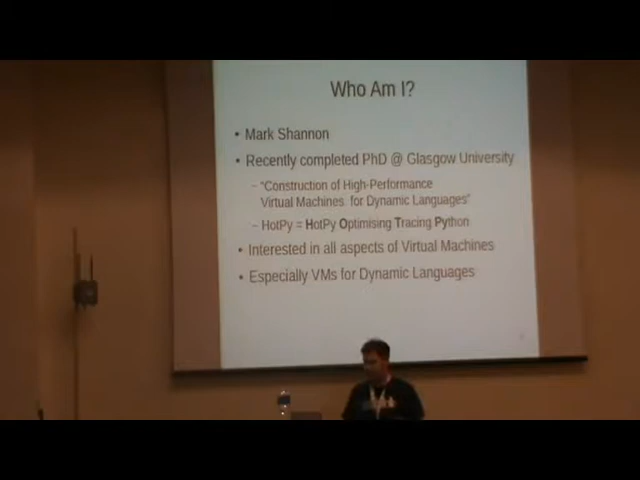 Who Am I?
• Mark Shannon
• Recently completed PhD @ Glasgow University
– "Construction of High-Performance
Virtual Machines for Dynamic Languages"
– HotPy = HotPy Optimising Tracing Python
• Interested in all aspects of Virtual Machines
• Especially VMs for Dynamic Languages